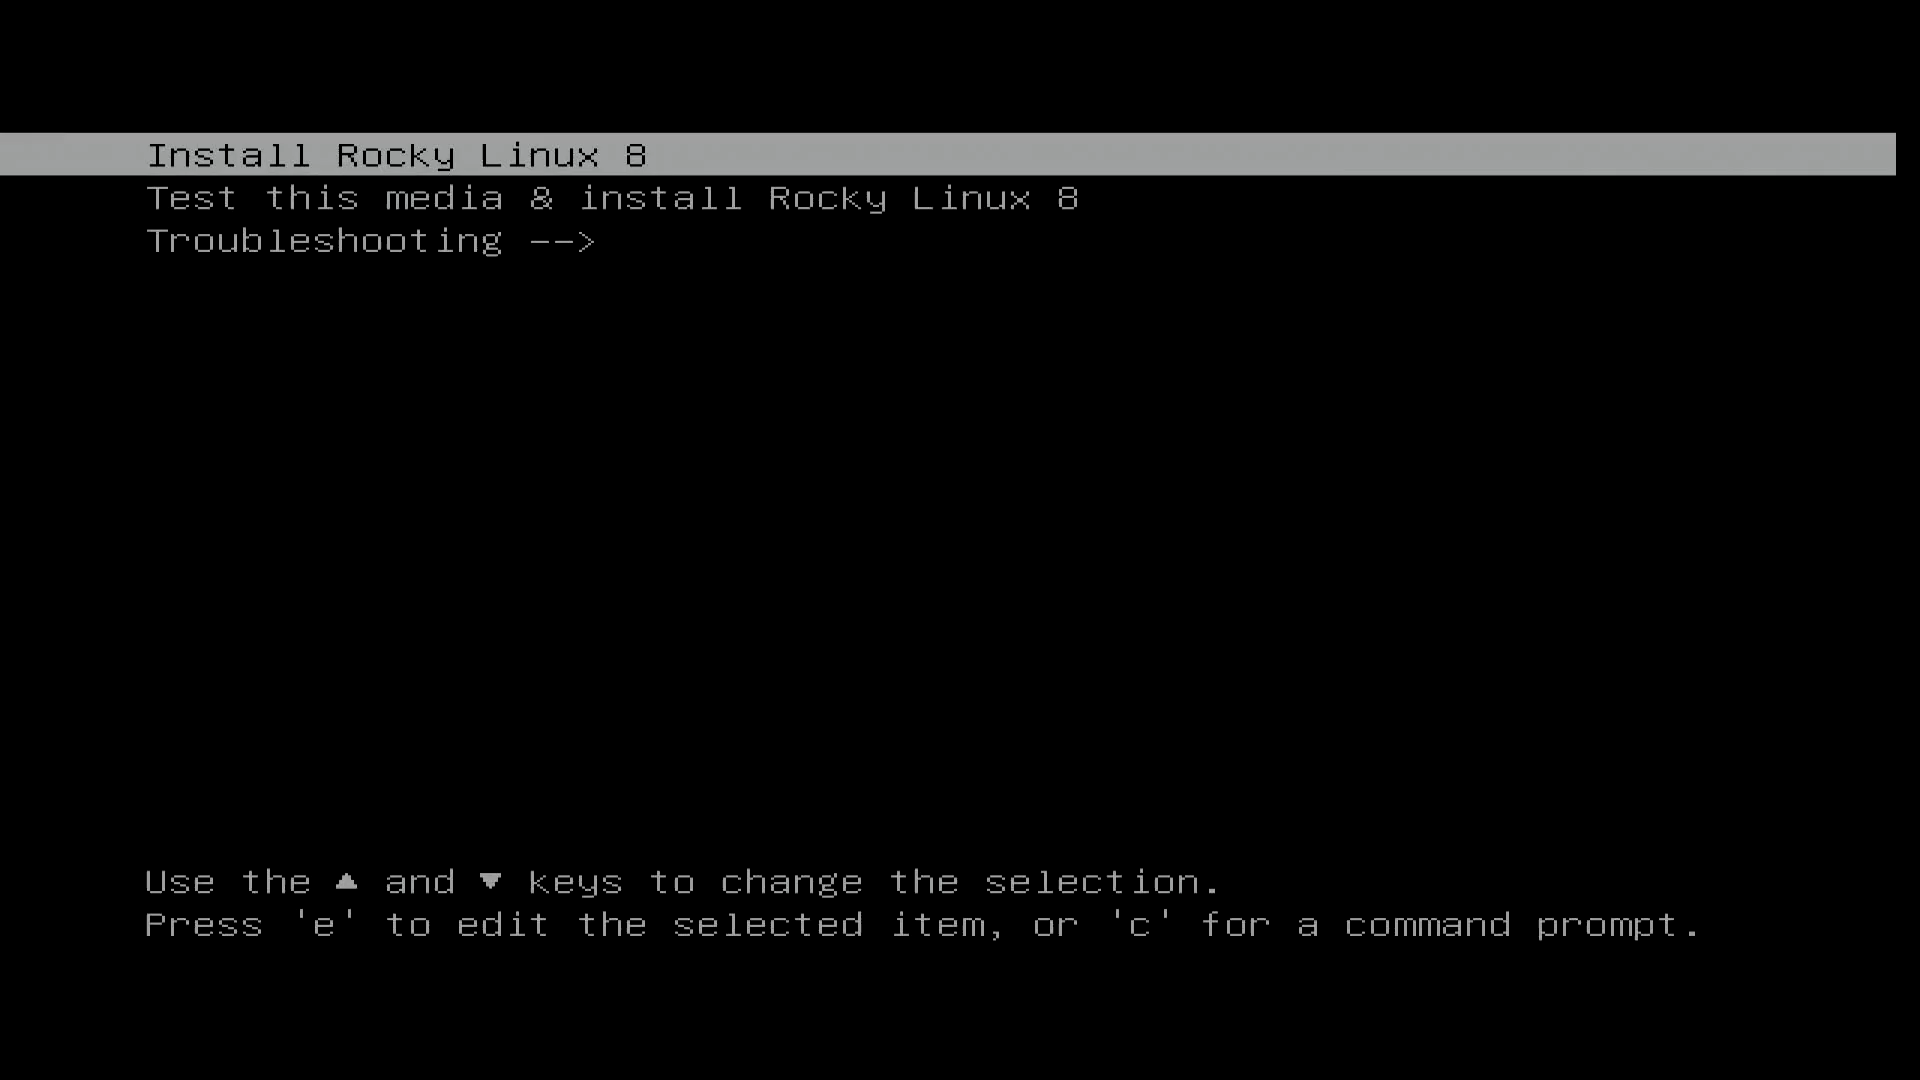 Install Rocky Linux 8
Test this media & install Rocky Linux 8
Troubleshooting -->
Use the ▲ and ▼ keys to change the selection.
Press 'e' to edit the selected item, or 'c' for a command prompt.